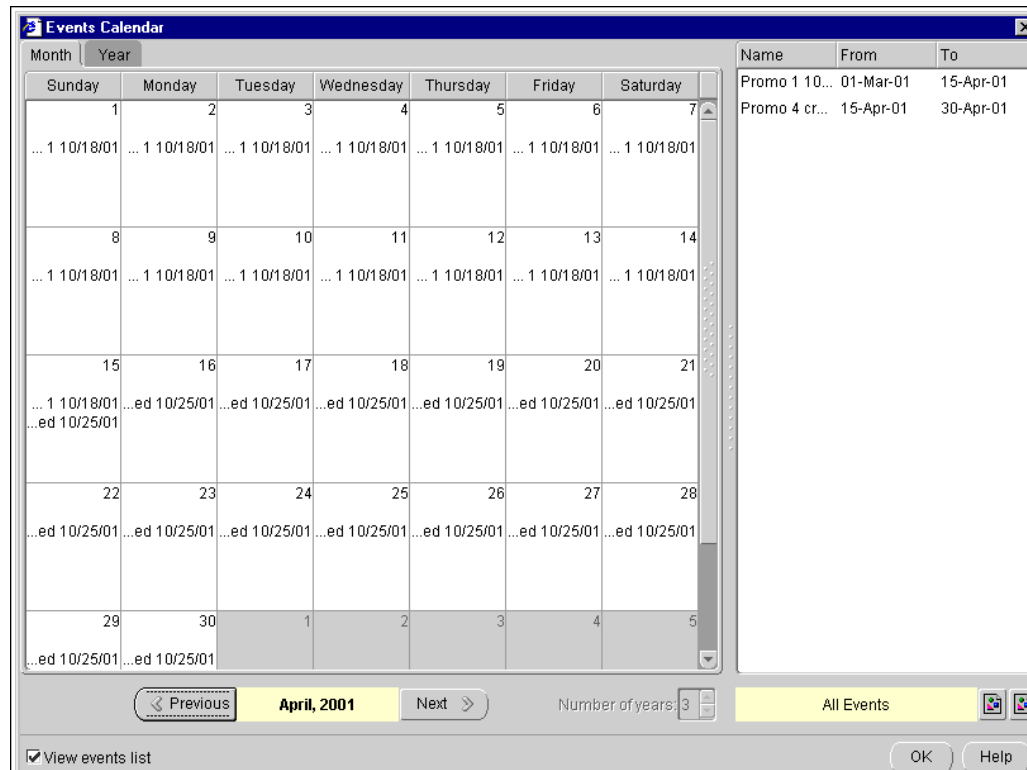 Events Calendar
Month Year
Name From To
Sunday Monday Tuesday Wednesday Thursday Friday Saturday
Promo 1 10... 01-Mar-01 15-Apr-01
Promo 4 cr... 15-Apr-01 30-Apr-01
1 2 3 4 5 6 7
... 1 10/18/01 ... 1 10/18/01 ... 1 10/18/01 ... 1 10/18/01 ... 1 10/18/01 ... 1 10/18/01 ... 1 10/18/01
8 9 10 11 12 13 14
... 1 10/18/01 ... 1 10/18/01 ... 1 10/18/01 ... 1 10/18/01 ... 1 10/18/01 ... 1 10/18/01 ... 1 10/18/01
15 16 17 18 19 20 21
... 1 10/18/01 ...ed 10/25/01 ...ed 10/25/01 ...ed 10/25/01 ...ed 10/25/01 ...ed 10/25/01 ...ed 10/25/01
...ed 10/25/01
22 23 24 25 26 27 28
...ed 10/25/01 ...ed 10/25/01 ...ed 10/25/01 ...ed 10/25/01 ...ed 10/25/01 ...ed 10/25/01 ...ed 10/25/01
29 30 1 2 3 4 5
...ed 10/25/01 ...ed 10/25/01
Previous April, 2001 Next Number of years: 3 All Events
View events list OK Help